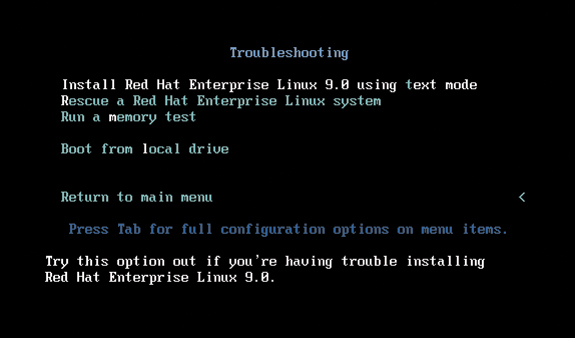 Troubleshooting
Install Red Hat Enterprise Linux 9.0 using text mode
Rescue a Red Hat Enterprise Linux system
Run a memory test
Boot from local drive
Return to main menu <
Press Tab for full configuration options on menu items.
Try this option out if you're having trouble installing
Red Hat Enterprise Linux 9.0.